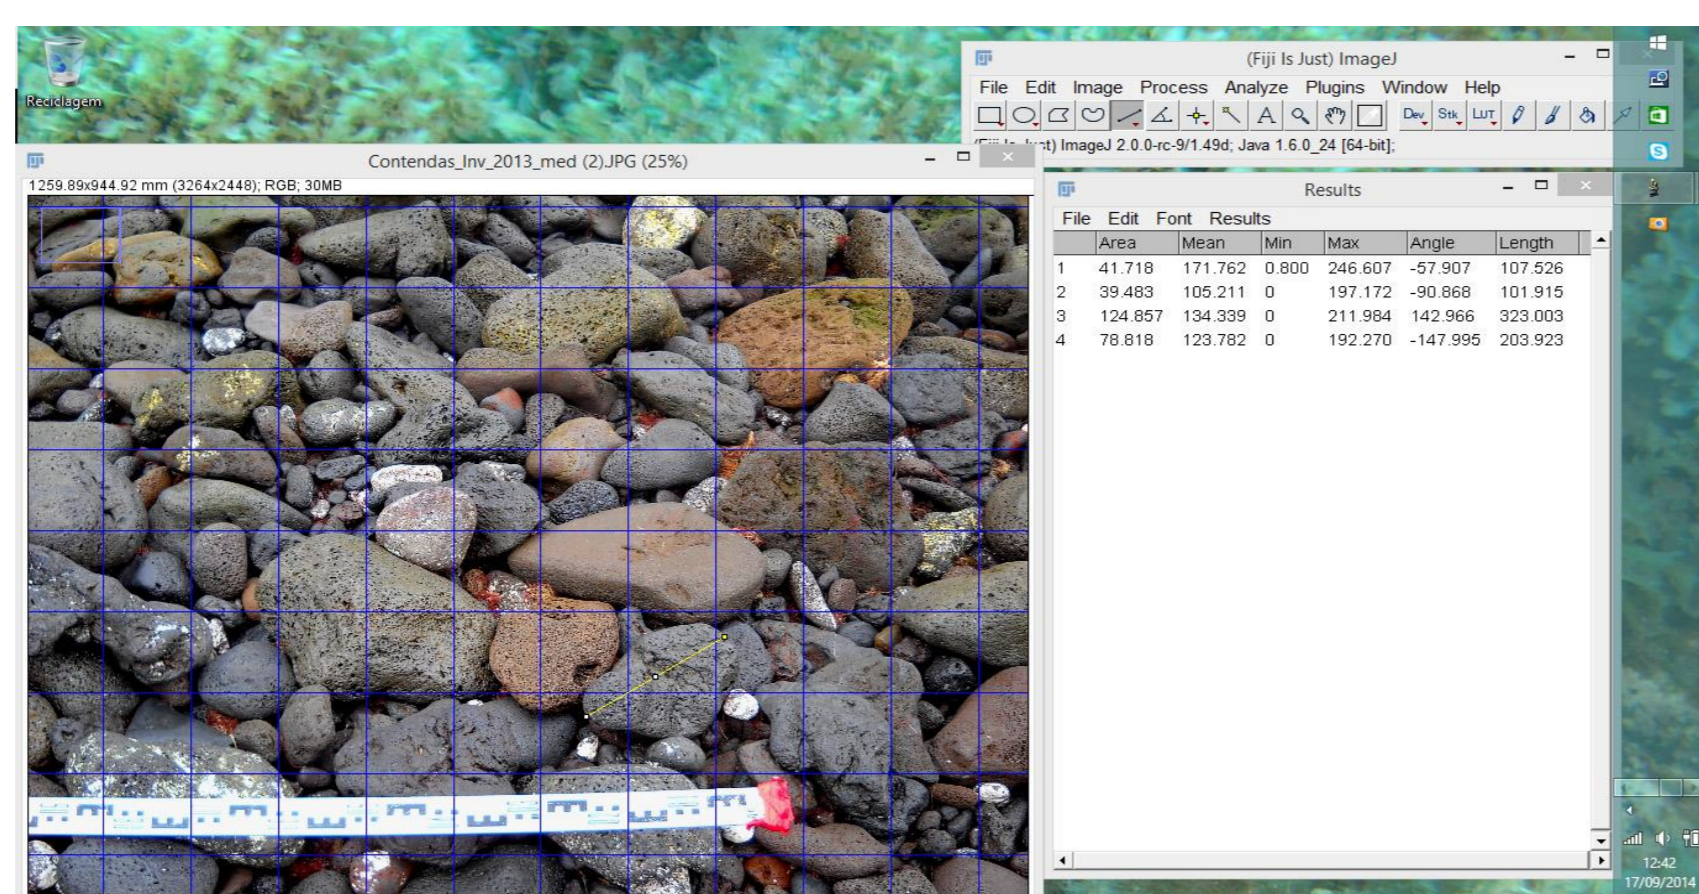 Reciclagem
(Fiji Is Just) ImageJ
File Edit Image Process Analyze Plugins Window Help
A Dev Stk LUT
ImageJ 2.0.0-rc-9/1.49d; Java 1.6.0_24 [64-bit];
Contendas_Inv_2013_med (2).JPG (25%)
1259.89x944.92 mm (3264x2448); RGB; 30MB
Results
File Edit Font Results
Area Mean Min Max Angle Length
1 41.718 171.762 0.800 246.607 -57.907 107.526
2 39.483 105.211 0 197.172 -90.868 101.915
3 124.857 134.339 0 211.984 142.966 323.003
4 78.818 123.782 0 192.270 -147.995 203.923
12:42
17/09/2014